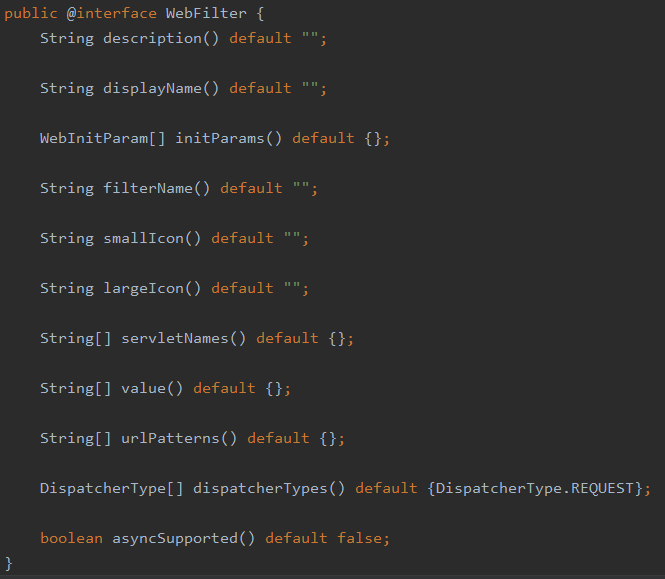 public @interface WebFilter {
String description() default "";
String displayName() default "";
WebInitParam[] initParams() default {};
String filterName() default "";
String smallIcon() default "";
String largeIcon() default "";
String[] servletNames() default {};
String[] value() default {};
String[] urlPatterns() default {};
DispatcherType[] dispatcherTypes() default {DispatcherType.REQUEST};
boolean asyncSupported() default false;
}